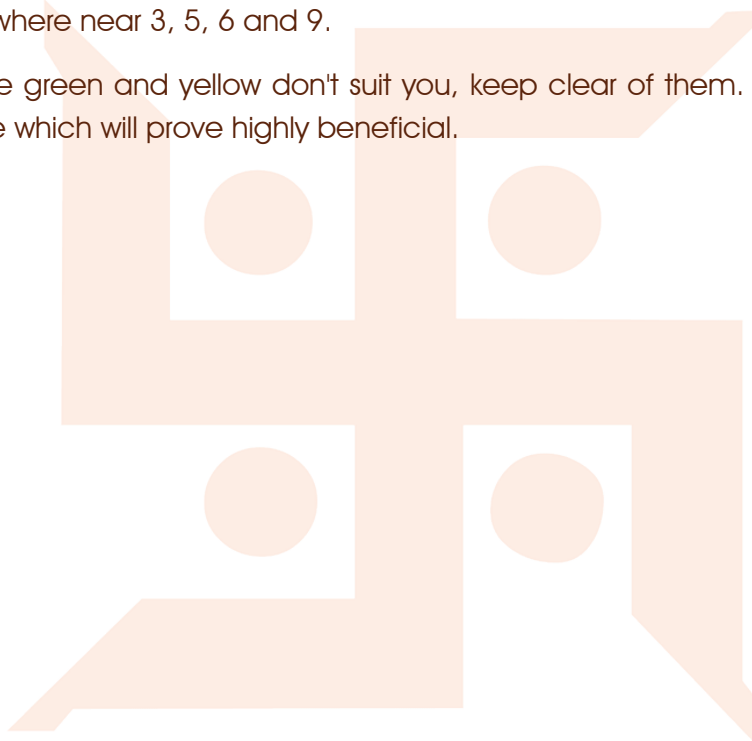 where near 3, 5, 6 and 9.
e green and yellow don't suit you, keep clear of them.
e which will prove highly beneficial.